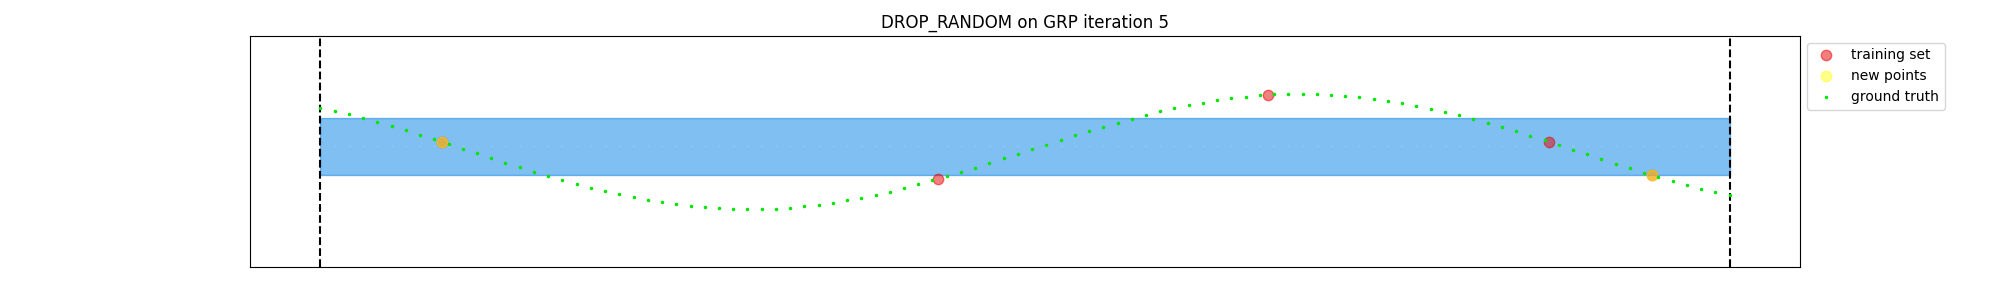 DROP_RANDOM on GRP iteration 5
training set
new points
ground truth